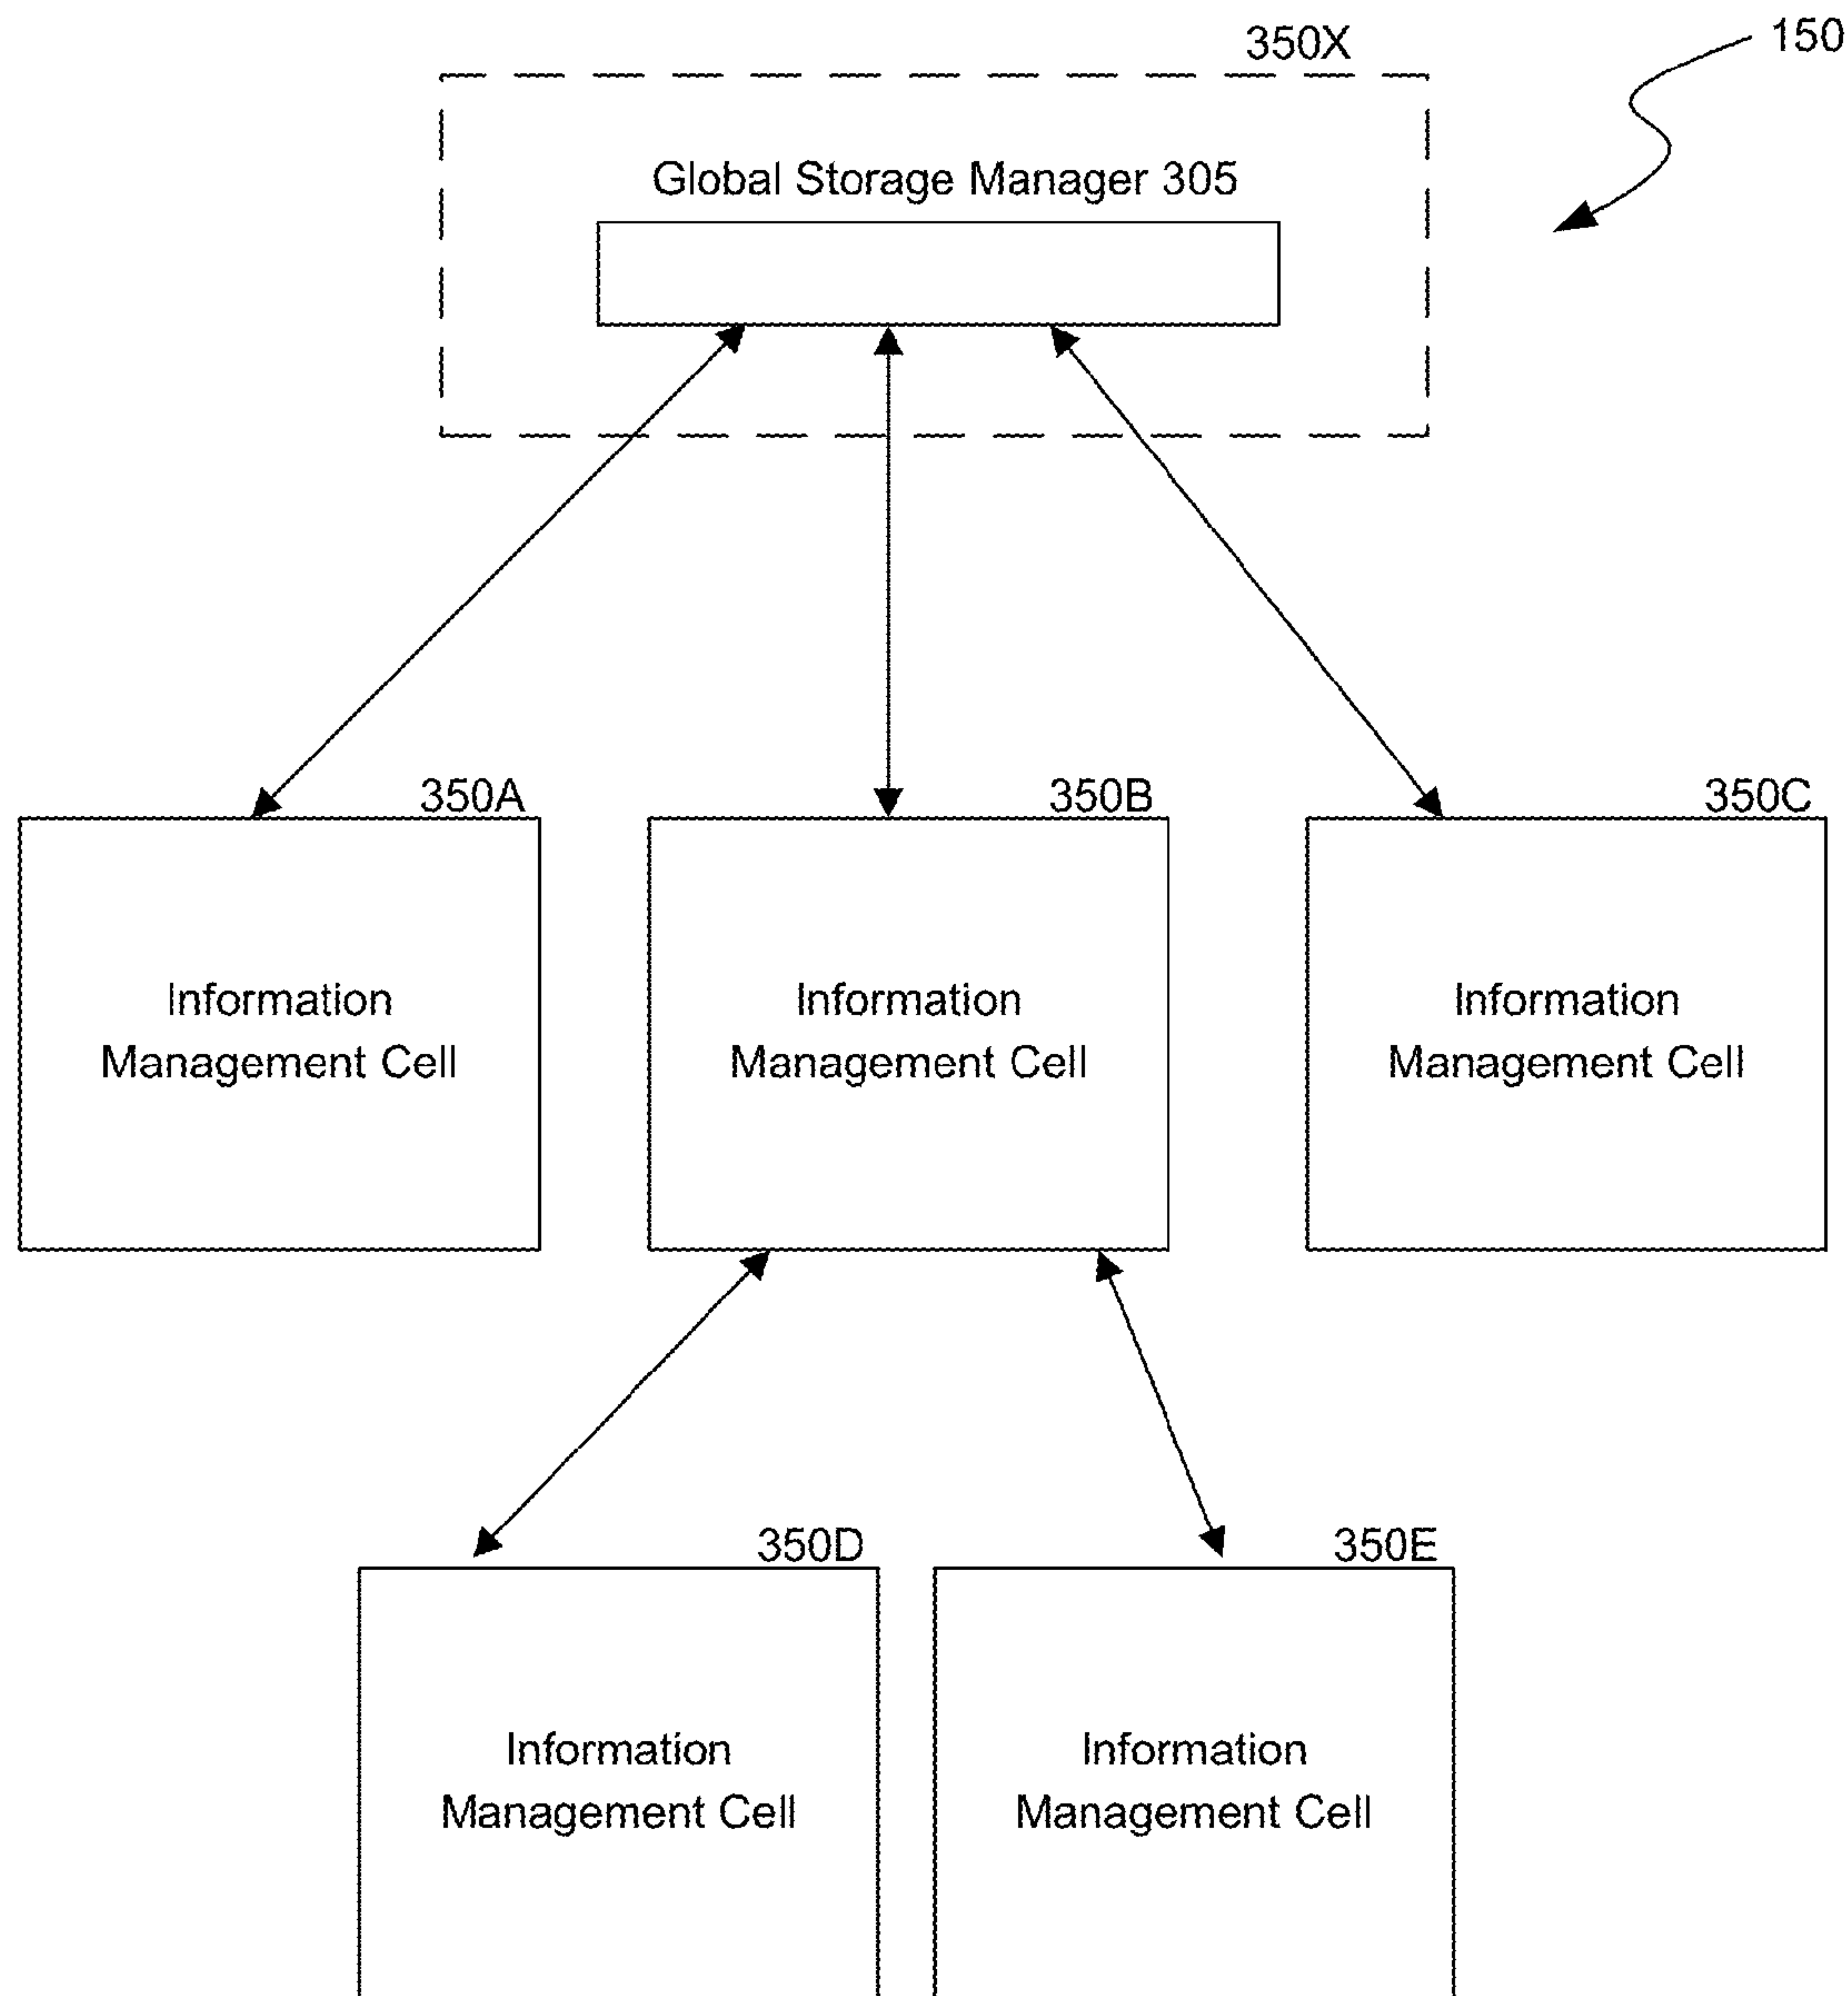 150
350X
Global Storage Manager 305
350A
350B
350C
Information
Management Cell
Information
Management Cell
Information
Management Cell
350D
350E
Information
Management Cell
Information
Management Cell